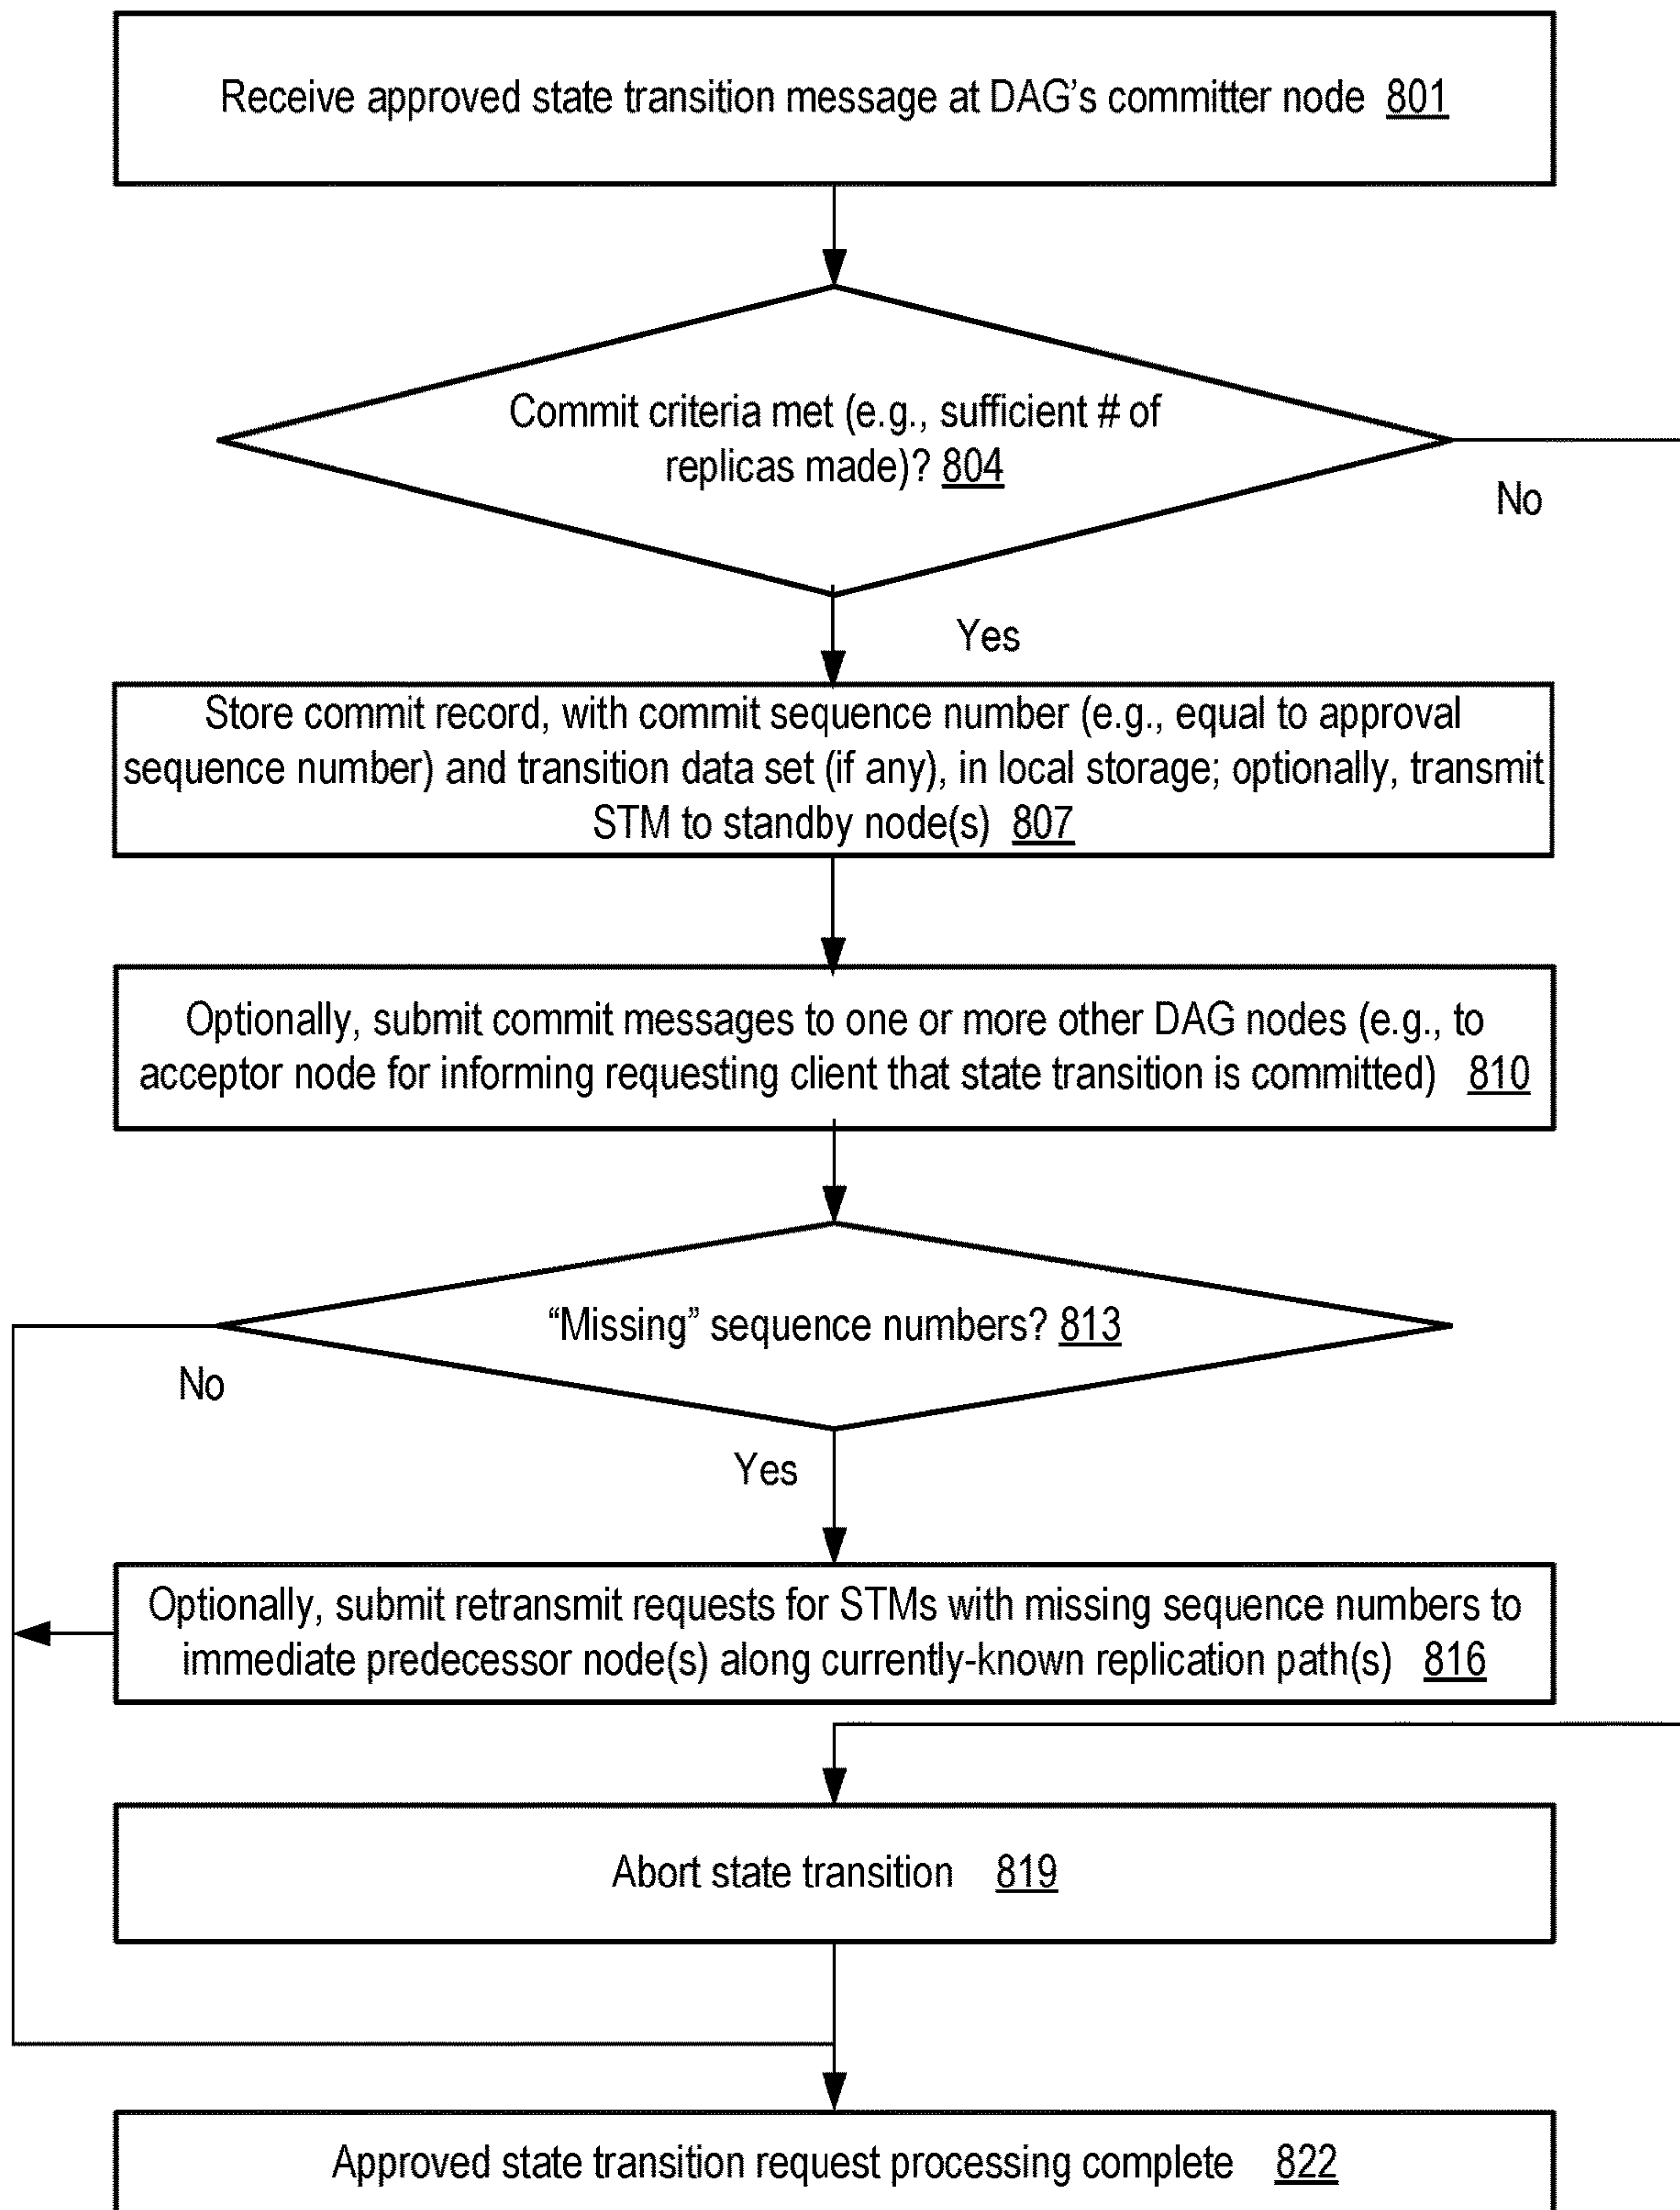 Receive approved state transition message at DAG's committer node 801
Commit criteria met (e.g., sufficient # of
replicas made)? 804
No
Yes
Store commit record, with commit sequence number (e.g., equal to approval
sequence number) and transition data set (if any), in local storage; optionally, transmit
STM to standby node(s) 807
Optionally, submit commit messages to one or more other DAG nodes (e.g., to
acceptor node for informing requesting client that state transition is committed) 810
“Missing” sequence numbers? 813
No
Yes
Optionally, submit retransmit requests for STMs with missing sequence numbers to
immediate predecessor node(s) along currently-known replication path(s) 816
Abort state transition 819
Approved state transition request processing complete 822